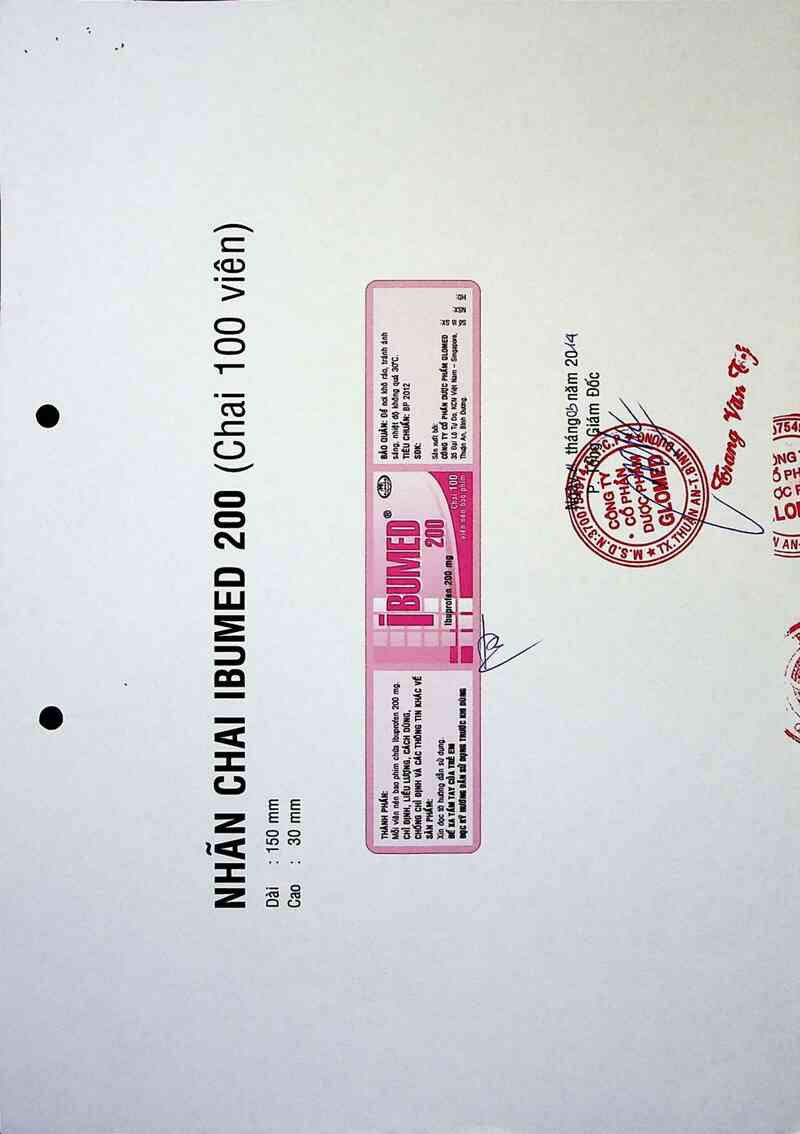 NHÃN CHAI IBUMED 200 (Chai 100 viên)
Dài : 150 mm
Cao : 30 mm
THÀNH PHẦN:
Mỗi viên nén bao phim chứa Ibuprofen 200 mg.
CHỈ ĐỊNH, LIỀU LƯỢNG, CÁCH DÙNG,
CHỐNG CHỈ ĐỊNH VÀ CÁC THÔNG TIN KHÁC VỀ
SẢN PHẨM:
Xin đọc tờ hướng dẫn sử dụng.
ĐỂ XA TẦM TAY CỦA TRẺ EM
ĐỌC KỸ HƯỚNG DẪN SỬ DỤNG TRƯỚC KHI DÙNG
IBUMED®
200
Ibuprofen 200 mg
Chai 100
viên nén bao phim
BẢO QUẢN: Để nơi khô ráo, tránh ánh
sáng, nhiệt độ không quá 30°C.
TIÊU CHUẨN: BP 2012
SĐK:
Sản xuất bởi:
CÔNG TY CỔ PHẦN DƯỢC PHẨM GLOMED
35 Đại Lộ Tự Do, KCN Việt Nam – Singapore,
Thuận An, Bình Dương.
Ngày tháng năm 2014
P. Tổng Giám Đốc
CÔNG TY
CỔ PHẦN
DƯỢC PHẨM
GLOMED